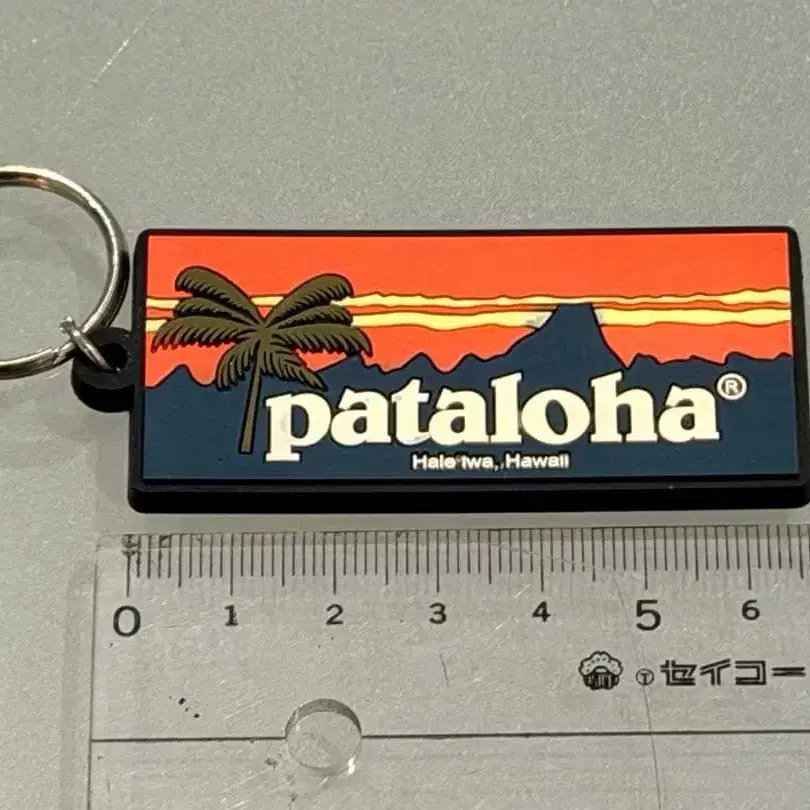 pataloha®
Hale'iwa, Hawaii
0 1 2 3 4 5 6
セイコー